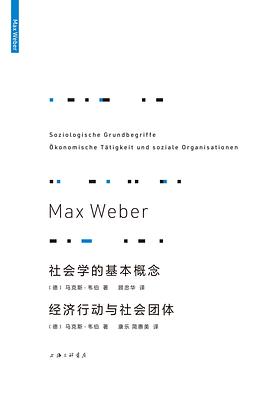 Max Weber
Soziologische Grundbegriffe
Ökonomische Tätigkeit und soziale Organisationen
Max Weber
社会学的基本概念
（德）马克斯·韦伯 著 顾忠华 译
经济行动与社会团体
（德）马克斯·韦伯 著 康乐 简惠美 译
上海三联书店